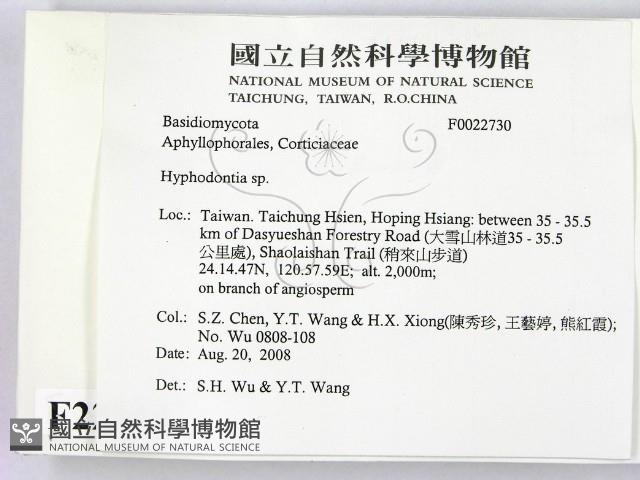 國立自然科學博物館
NATIONAL MUSEUM OF NATURAL SCIENCE
TAICHUNG, TAIWAN, R.O.CHINA
Basidiomycota F0022730
Aphyllophorales, Corticiaceae
Hyphodontia sp.
Loc.: Taiwan. Taichung Hsien, Hoping Hsiang: between 35 - 35.5
km of Dasyueshan Forestry Road (大雪山林道35 - 35.5
公里處), Shaolaishan Trail (稍來山步道)
24.14.47N, 120.57.59E; alt. 2,000m;
on branch of angiosperm
Col.: S.Z. Chen, Y.T. Wang & H.X. Xiong(陳秀珍, 王藝婷, 熊紅霞);
No. Wu 0808-108
Date: Aug. 20, 2008
Det.: S.H. Wu & Y.T. Wang
F22
國立自然科學博物館
NATIONAL MUSEUM OF NATURAL SCIENCE